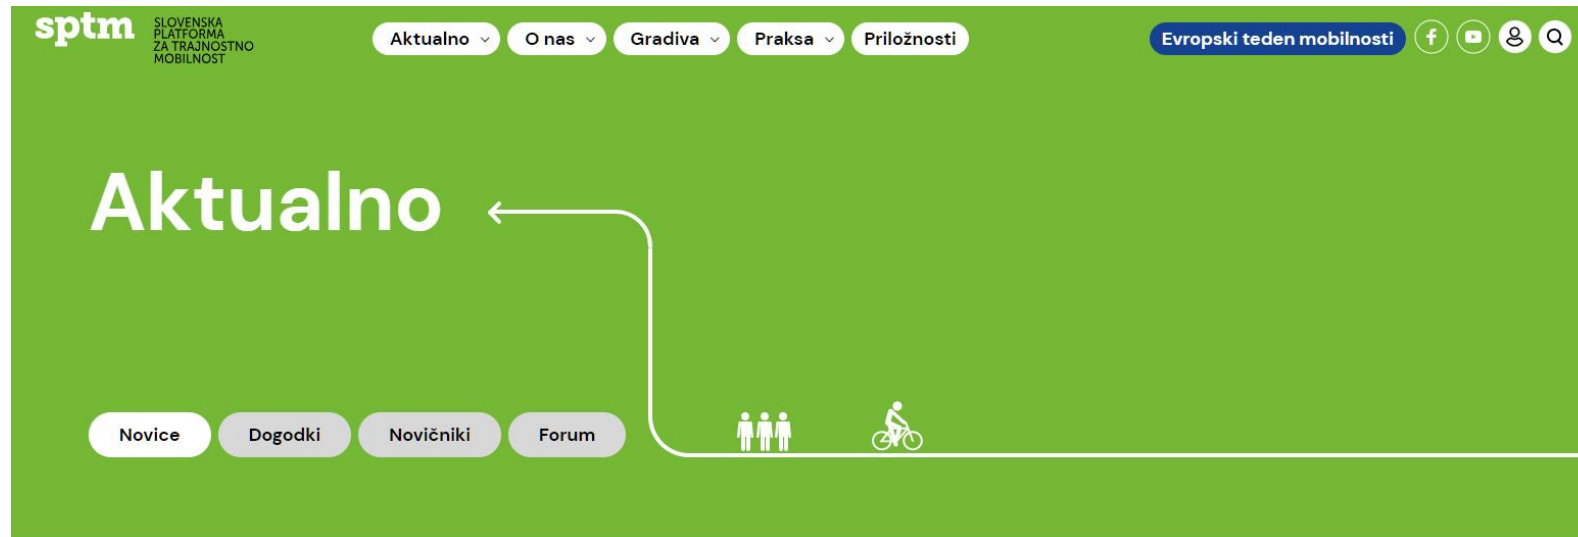 sptm
SLOVENSKA
PLATFORMA
ZA TRAJNOSTNO
MOBILNOST
Aktualno
O nas
Gradiva
Praksa
Priložnosti
Evropski teden mobilnosti
Aktualno
Novice
Dogodki
Novičniki
Forum